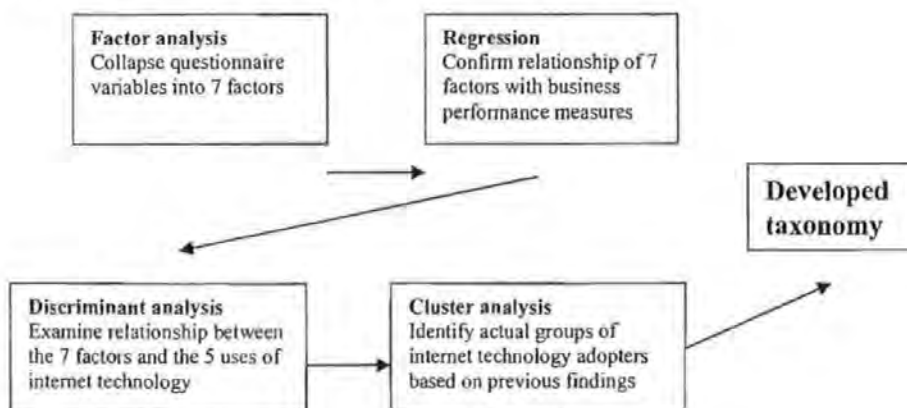 Factor analysis
Collapse questionnaire
variables into 7 factors
Regression
Confirm relationship of 7
factors with business
performance measures
Developed
taxonomy
Discriminant analysis
Examine relationship between
the 7 factors and the 5 uses of
internet technology
Cluster analysis
Identify actual groups of
internet technology adopters
based on previous findings